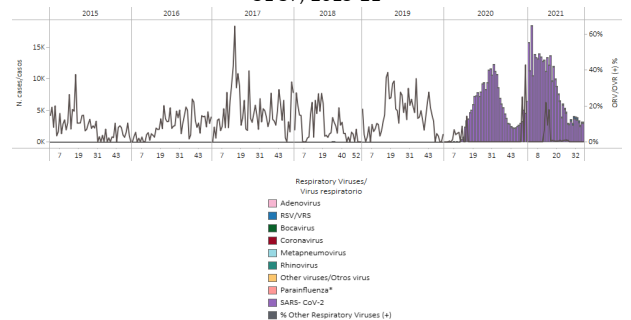 2015 2016 2017 2018 2019 2020 2021
15K
10K
5K
0K
N. cases/casos
60%
40%
20%
0%
ORV/OVR (+) %
7 19 31 43 7 19 31 43 7 19 31 43 7 18 40 52 7 19 31 43 7 19 31 43 8 20 32
Respiratory Viruses/
Virus respiratorio
Adenovirus
RSV/VRS
Bocavirus
Coronavirus
Metapneumovirus
Rhinovirus
Other viruses/Otros virus
Parainfluenza*
SARS- CoV-2
% Other Respiratory Viruses (+)